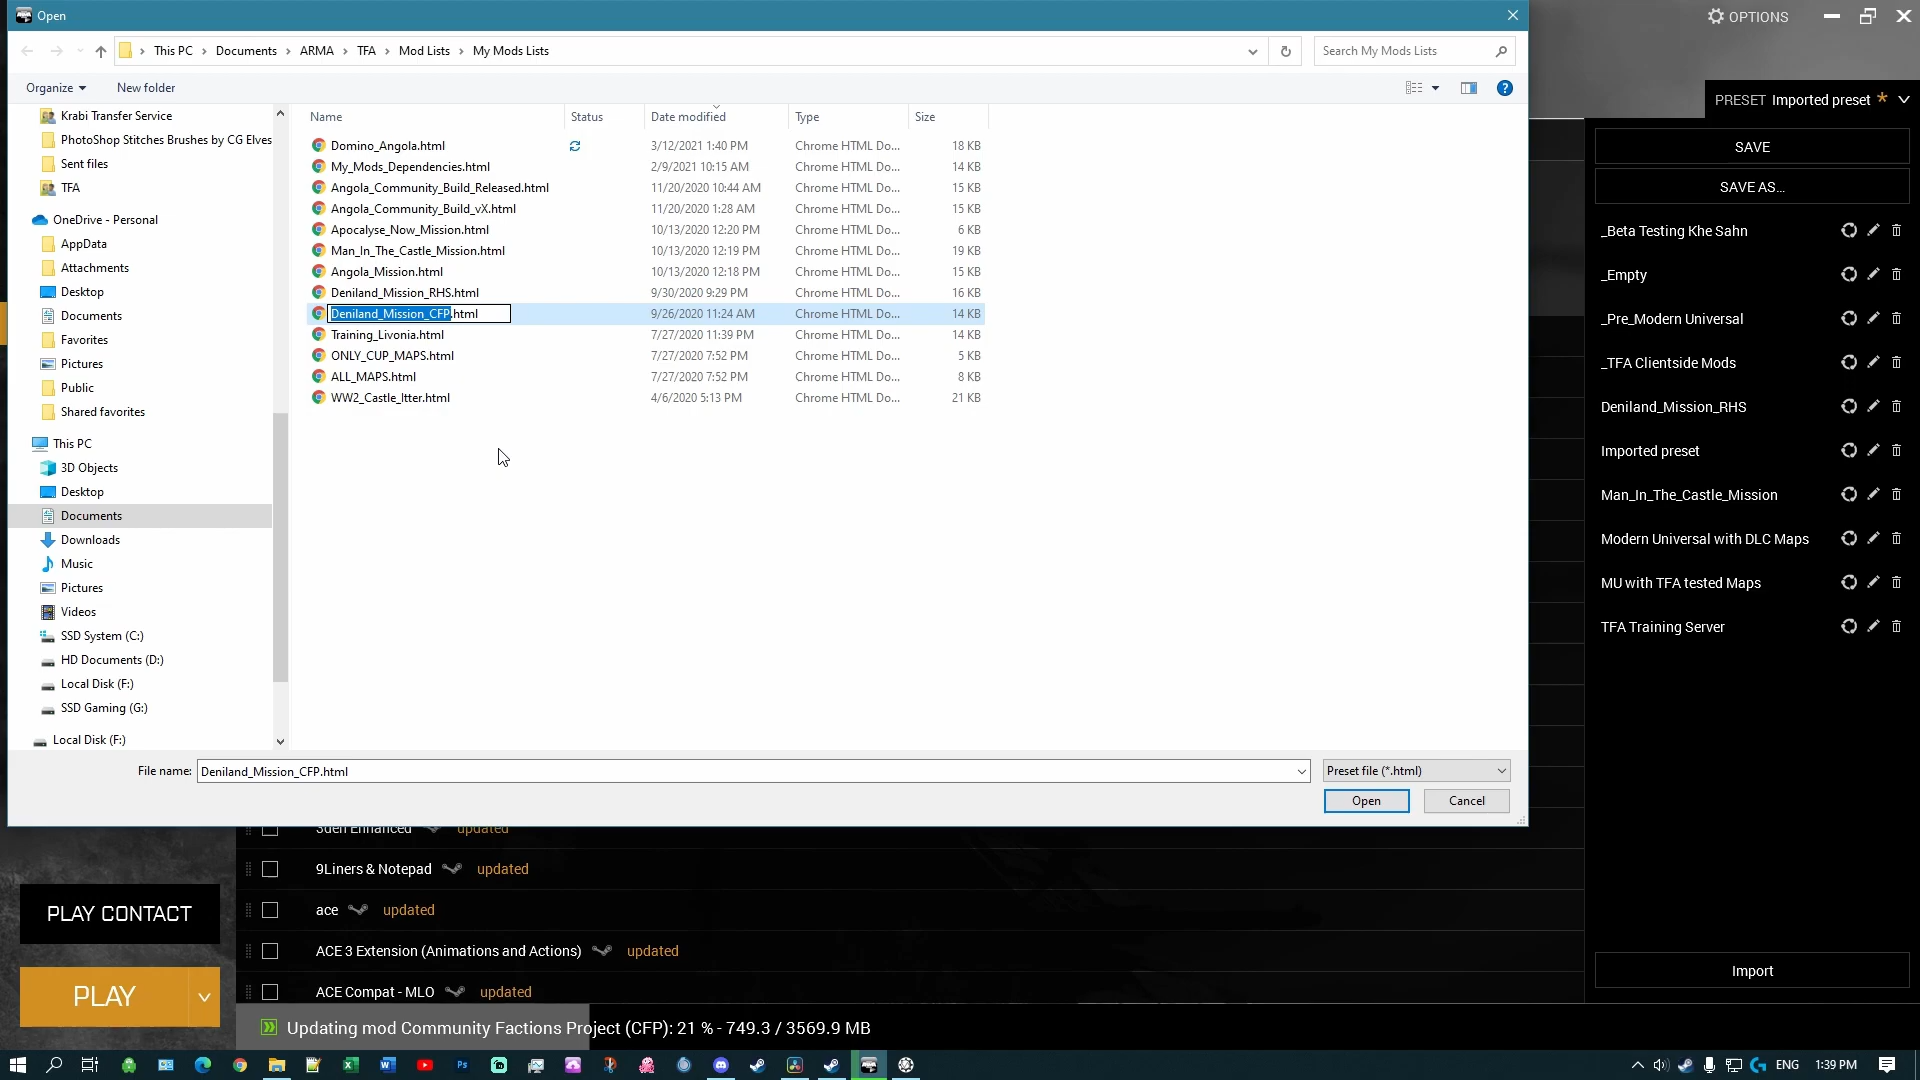 Open
OPTIONS
This PC > Documents > ARMA > TFA > Mod Lists > My Mods Lists
Search My Mods Lists
Organize
New folder
PRESET Imported preset *
Krabi Transfer Service
PhotoShop Stitches Brushes by CG Elves
Sent files
TFA
OneDrive - Personal
AppData
Attachments
Desktop
Documents
Favorites
Pictures
Public
Shared favorites
This PC
3D Objects
Desktop
Documents
Downloads
Music
Pictures
Videos
SSD System (C:)
HD Documents (D:)
Local Disk (F:)
SSD Gaming (G:)
Local Disk (F:)
Name Status Date modified Type Size
Domino_Angola.html 3/12/2021 1:40 PM Chrome HTML Do... 18 KB
My_Mods_Dependencies.html 2/9/2021 10:15 AM Chrome HTML Do... 14 KB
Angola_Community_Build_Released.html 11/20/2020 10:44 AM Chrome HTML Do... 15 KB
Angola_Community_Build_vX.html 11/20/2020 1:28 AM Chrome HTML Do... 15 KB
Apocalyse_Now_Mission.html 10/13/2020 12:20 PM Chrome HTML Do... 6 KB
Man_In_The_Castle_Mission.html 10/13/2020 12:19 PM Chrome HTML Do... 19 KB
Angola_Mission.html 10/13/2020 12:18 PM Chrome HTML Do... 15 KB
Deniland_Mission_RHS.html 9/30/2020 9:29 PM Chrome HTML Do... 16 KB
Deniland_Mission_CFP.html 9/26/2020 11:24 AM Chrome HTML Do... 14 KB
Training_Livonia.html 7/27/2020 11:39 PM Chrome HTML Do... 14 KB
ONLY_CUP_MAPS.html 7/27/2020 7:52 PM Chrome HTML Do... 5 KB
ALL_MAPS.html 7/27/2020 7:52 PM Chrome HTML Do... 8 KB
WW2_Castle_Itter.html 4/6/2020 5:13 PM Chrome HTML Do... 21 KB
File name: Deniland_Mission_CFP.html
Preset file (*.html)
Open
Cancel
SAVE
SAVE AS...
_Beta Testing Khe Sahn
_Empty
_Pre_Modern Universal
_TFA Clientside Mods
Deniland_Mission_RHS
Imported preset
Man_In_The_Castle_Mission
Modern Universal with DLC Maps
MU with TFA tested Maps
TFA Training Server
Import
3den Enhanced updated
9Liners & Notepad updated
ace updated
ACE 3 Extension (Animations and Actions) updated
ACE Compat - MLO updated
PLAY CONTACT
PLAY
Updating mod Community Factions Project (CFP): 21 % - 749.3 / 3569.9 MB
ENG
1:39 PM